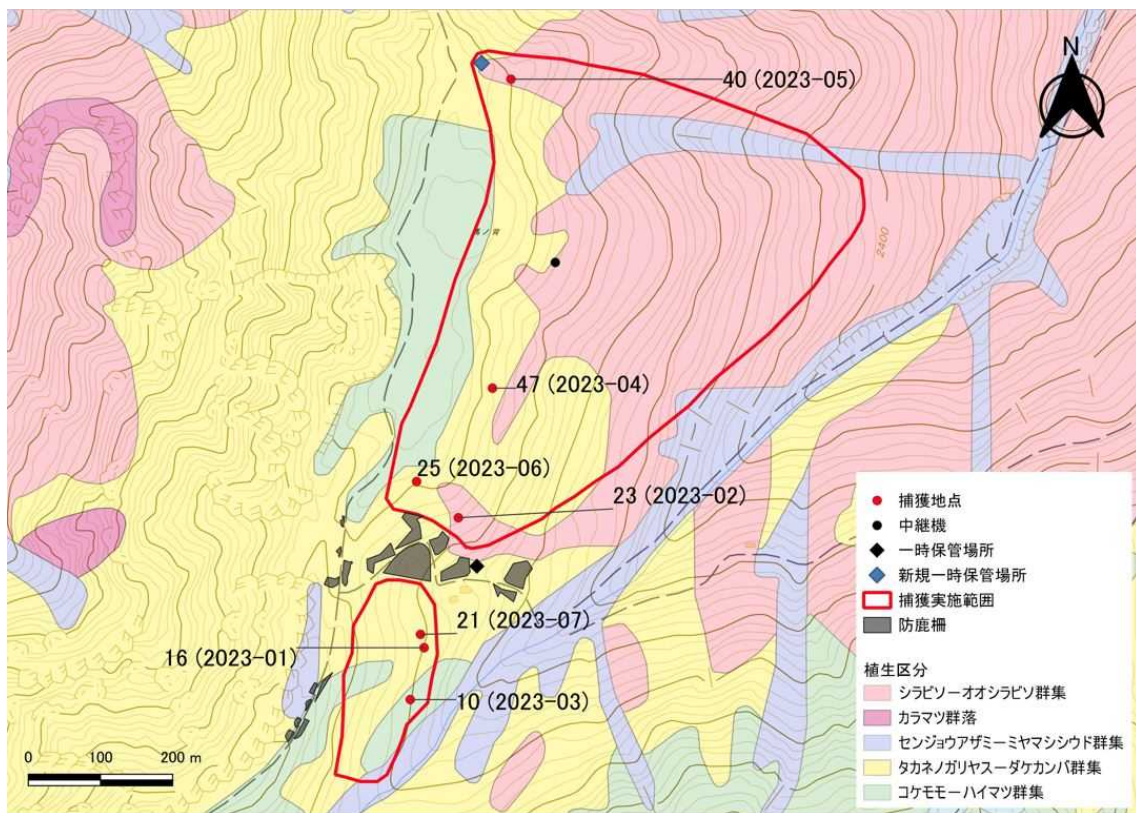 N
40 (2023-05)
2400
47 (2023-04)
25 (2023-06)
23 (2023-02)
21 (2023-07)
16 (2023-01)
10 (2023-03)
0 100 200 m
捕獲地点
中継機
一時保管場所
新規一時保管場所
捕獲実施範囲
防鹿柵
植生区分
シラビソーオオシラビソ群集
カラマツ群落
センジョウアザミーミヤマシシウド群集
タカネノガリヤスーダケカンバ群集
コケモモーハイマツ群集